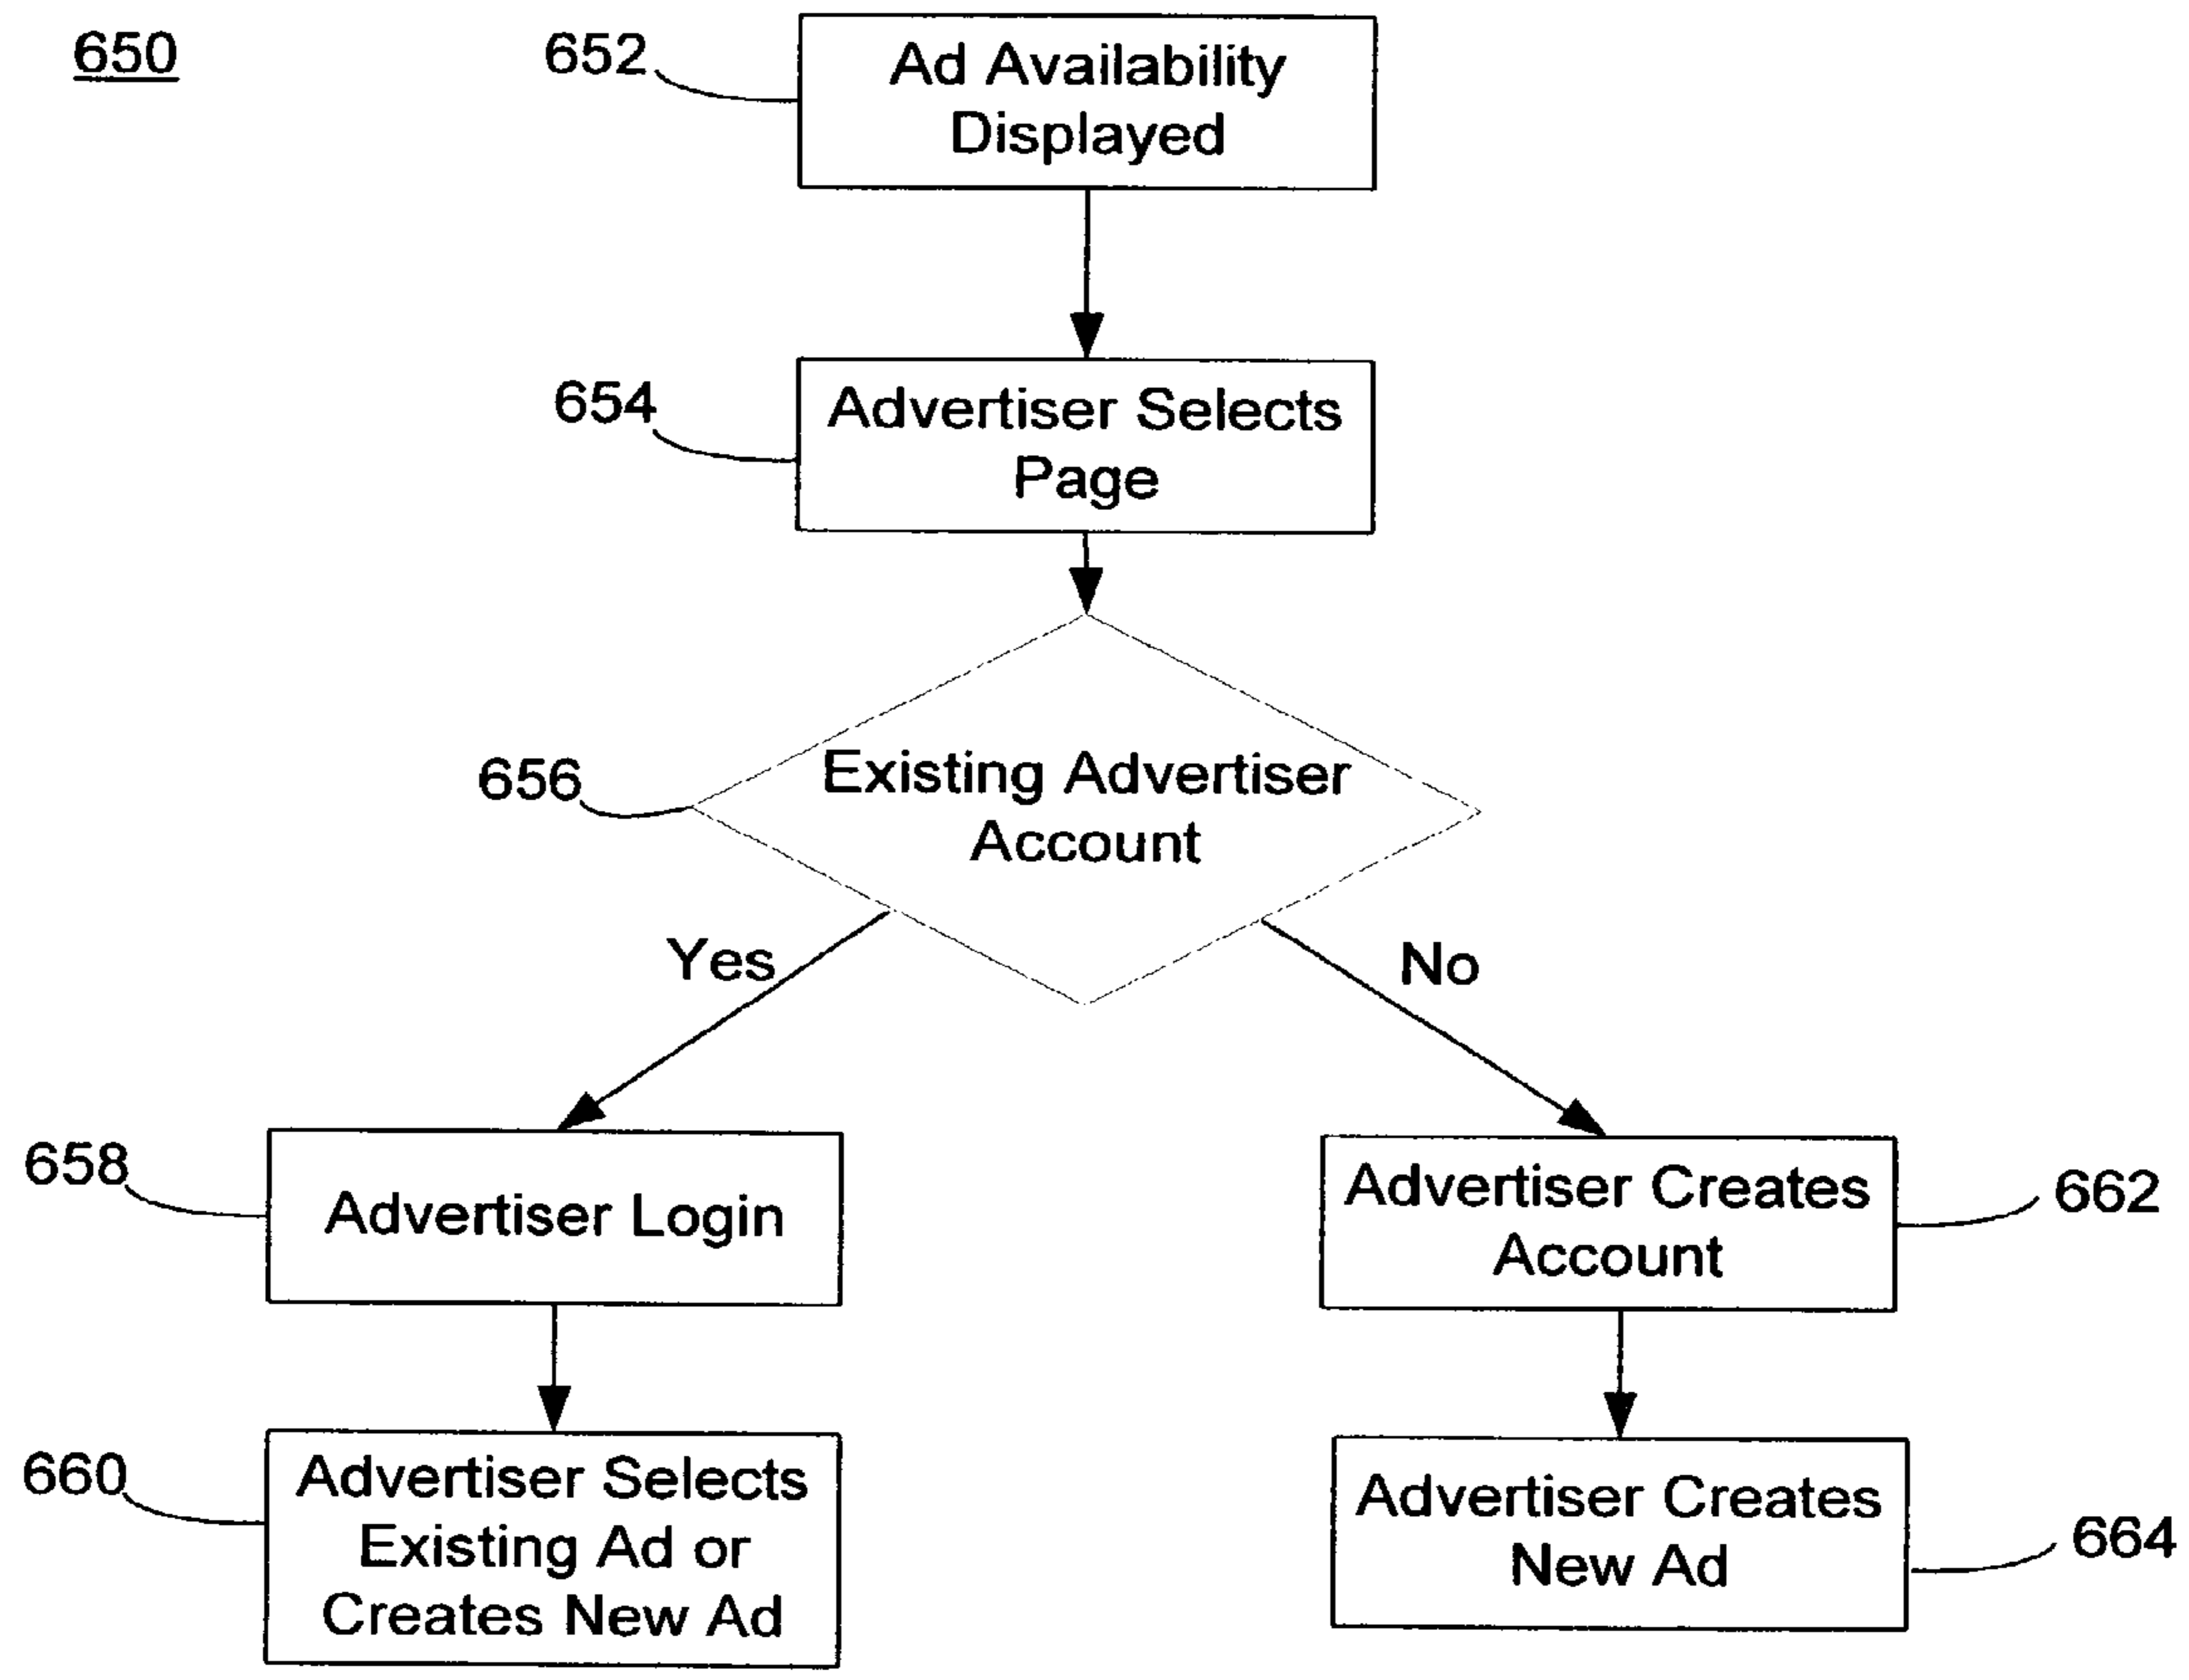 650
652
Ad Availability
Displayed
654
Advertiser Selects
Page
656
Existing Advertiser
Account
Yes
No
658
Advertiser Login
Advertiser Creates
Account
662
660
Advertiser Selects
Existing Ad or
Creates New Ad
Advertiser Creates
New Ad
664